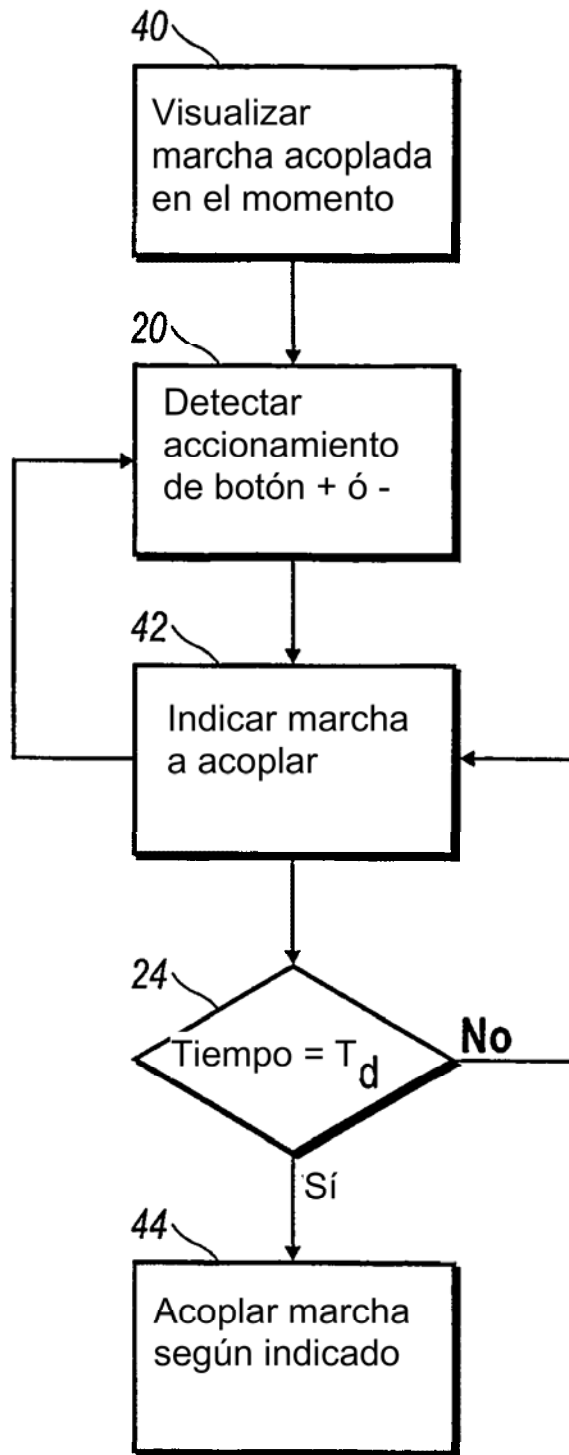 40
Visualizar
marcha acoplada
en el momento
20
Detectar
accionamiento
de botón + ó -
42
Indicar marcha
a acoplar
24
Tiempo = Td
No
Sí
44
Acoplar marcha
según indicado